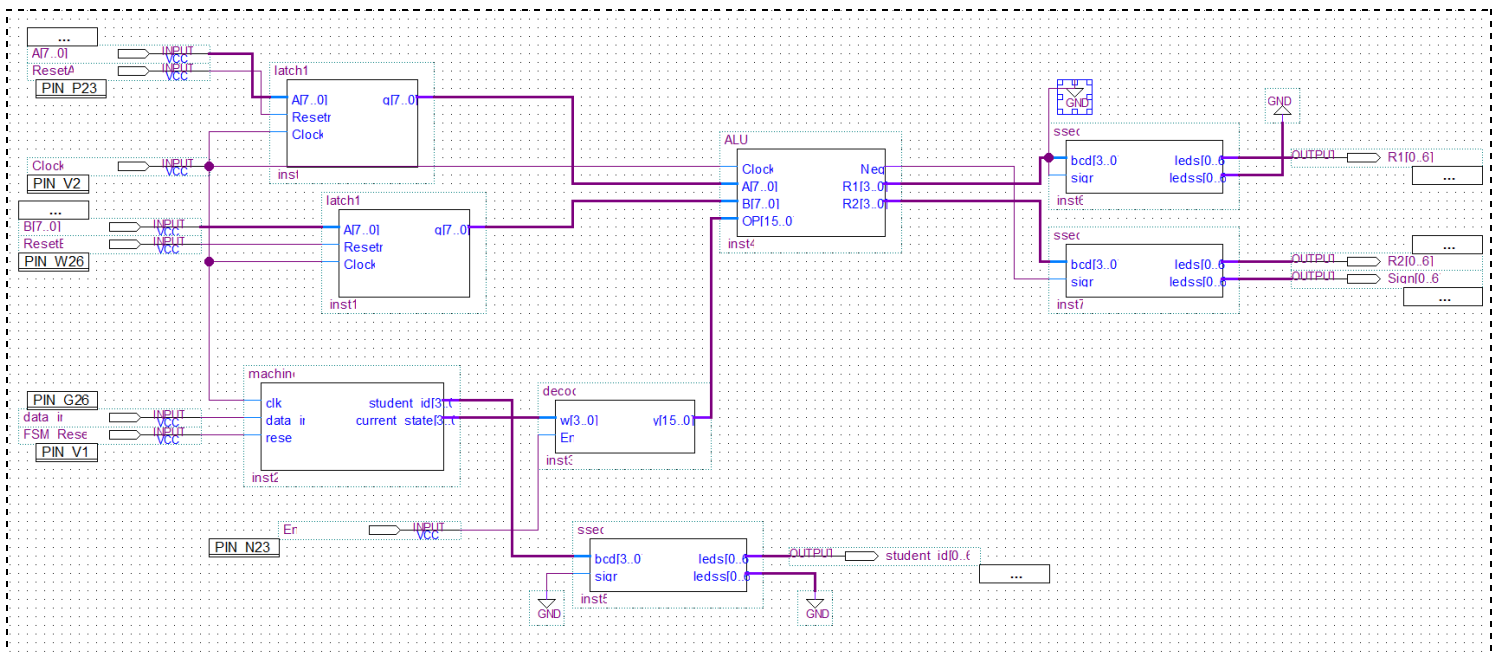 ...
A[7..0] INPUT VCC
ResetA INPUT VCC
PIN_P23
latch1
A[7..0] q[7..0]
Resetn
Clock
inst
Clock INPUT VCC
PIN_V2
...
B[7..0] INPUT VCC
ResetB INPUT VCC
PIN_W26
latch1
A[7..0] q[7..0]
Resetn
Clock
inst1
ALU
Clock Neg
A[7..0] R1[3..0]
B[7..0] R2[3..0]
OP[15..0
inst4
GND
GND
sseg
bcd[3..0 leds[0..6]
sign ledss[0..6
inst6
OUTPUT R1[0..6]
...
sseg
bcd[3..0 leds[0..6]
sign ledss[0..6
inst7
...
OUTPUT R2[0..6]
OUTPUT Sign[0..6
...
PIN_G26
data_in INPUT VCC
FSM_Rese INPUT VCC
PIN_V1
machin
clk student_id[3..0
data_in current_state[3..0
rese
inst2
decod
w[3..0] y[15..0]
En
inst3
En INPUT VCC
PIN_N23
sseg
bcd[3..0 leds[0..6
sign ledss[0..6
inst5
GND
GND
OUTPUT student_id[0..6
...